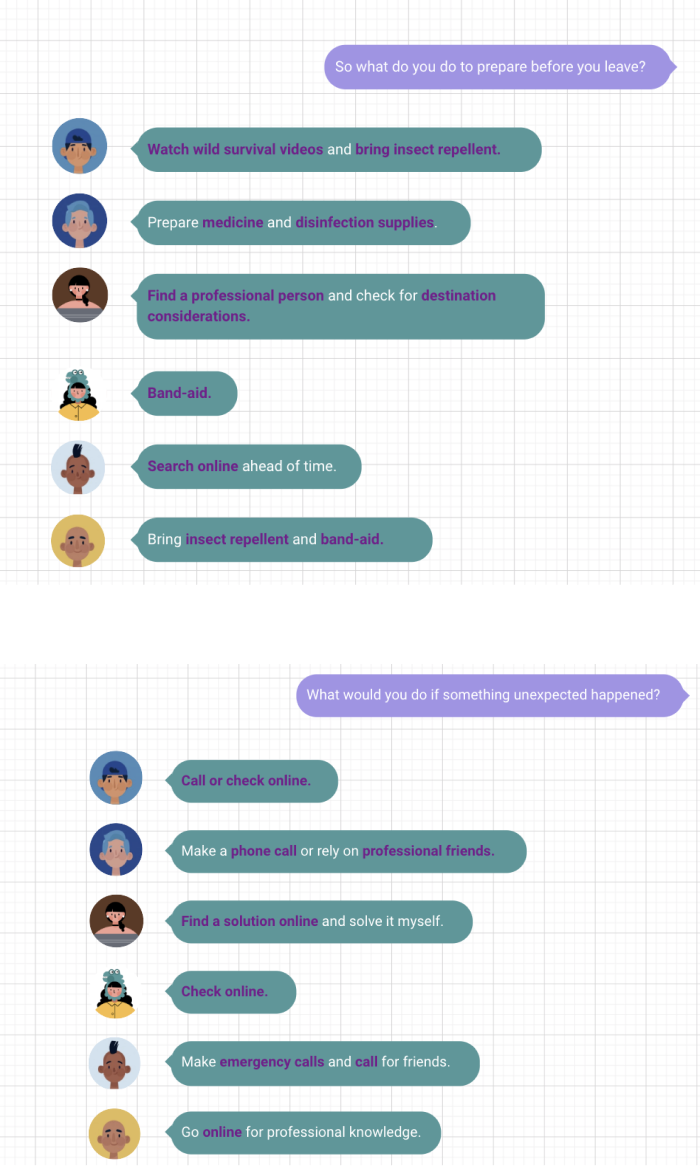 So what do you do to prepare before you leave?
Watch wild survival videos and bring insect repellent.
Prepare medicine and disinfection supplies.
Find a professional person and check for destination
considerations.
Band-aid.
Search online ahead of time.
Bring insect repellent and band-aid.
What would you do if something unexpected happened?
Call or check online.
Make a phone call or rely on professional friends.
Find a solution online and solve it myself.
Check online.
Make emergency calls and call for friends.
Go online for professional knowledge.